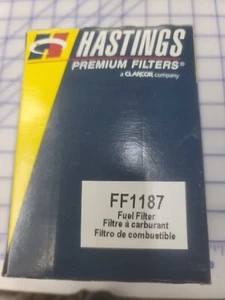 HASTINGS
PREMIUM FILTERS®
a CLARCOR company
FF1187
Fuel Filter
Filtre à carburant
Filtro de combustible